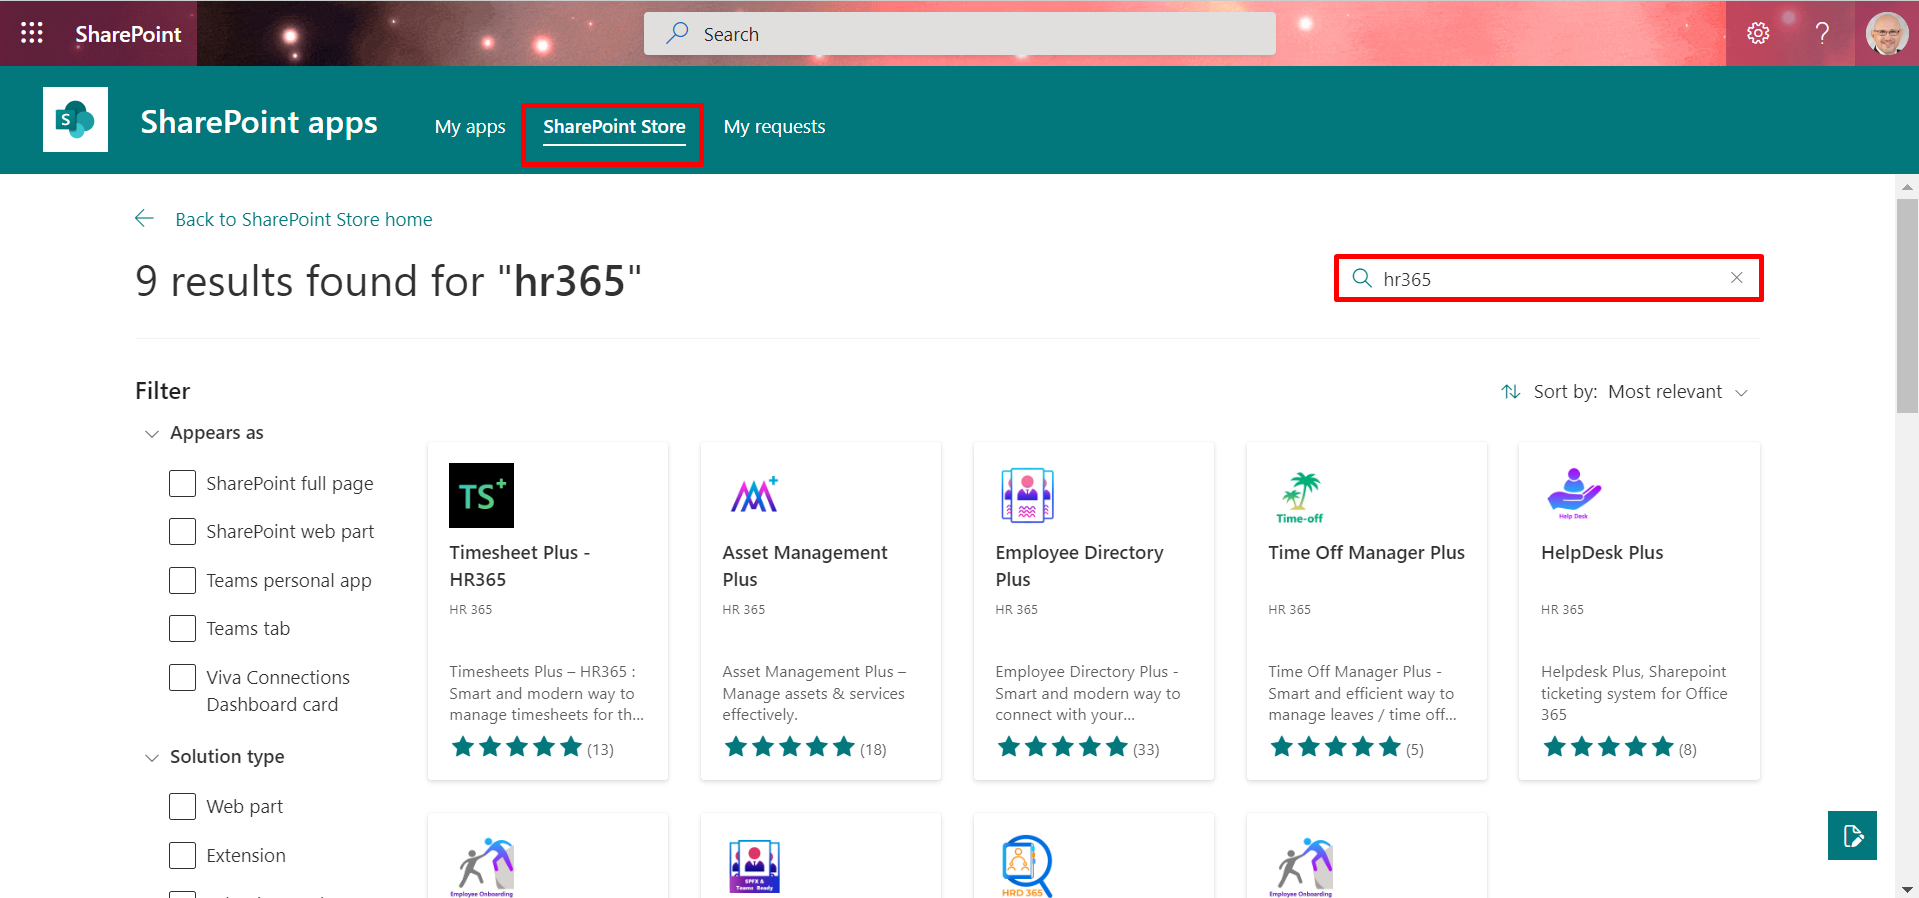 SharePoint
Search
?
S
SharePoint apps
My apps
SharePoint Store
My requests
Back to SharePoint Store home
9 results found for "hr365"
hr365
Filter
Sort by: Most relevant
Appears as
SharePoint full page
SharePoint web part
Teams personal app
Teams tab
Viva Connections
Dashboard card
Solution type
Web part
Extension
TS+
Timesheet Plus -
HR365
HR 365
Timesheets Plus – HR365 :
Smart and modern way to
manage timesheets for th...
(13)
Asset Management
Plus
HR 365
Asset Management Plus –
Manage assets & services
effectively.
(18)
Employee Directory
Plus
HR 365
Employee Directory Plus -
Smart and modern way to
connect with your...
(33)
Time-off
Time Off Manager Plus
HR 365
Time Off Manager Plus -
Smart and efficient way to
manage leaves / time off...
(5)
Help Desk
HelpDesk Plus
HR 365
Helpdesk Plus, Sharepoint
ticketing system for Office
365
(8)
Employee Onboarding
SPFX &
Teams Ready
HRD 365
Employee Onboarding